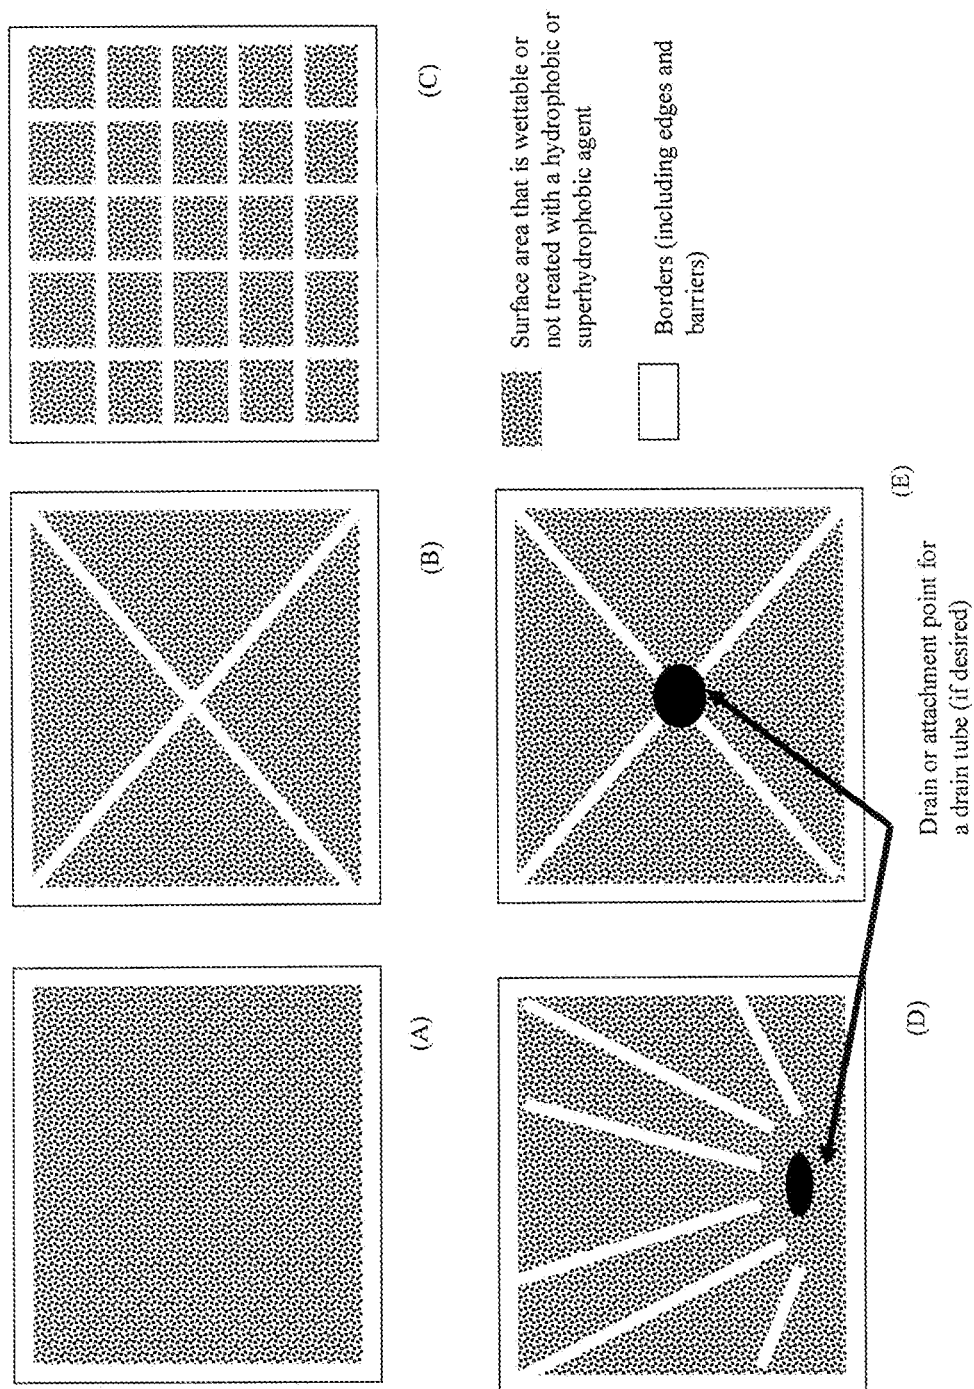 (A)
(B)
(C)
Surface area that is wettable or
not treated with a hydrophobic or
superhydrophobic agent
Borders (including edges and
barriers)
(D)
(E)
Drain or attachment point for
a drain tube (if desired)